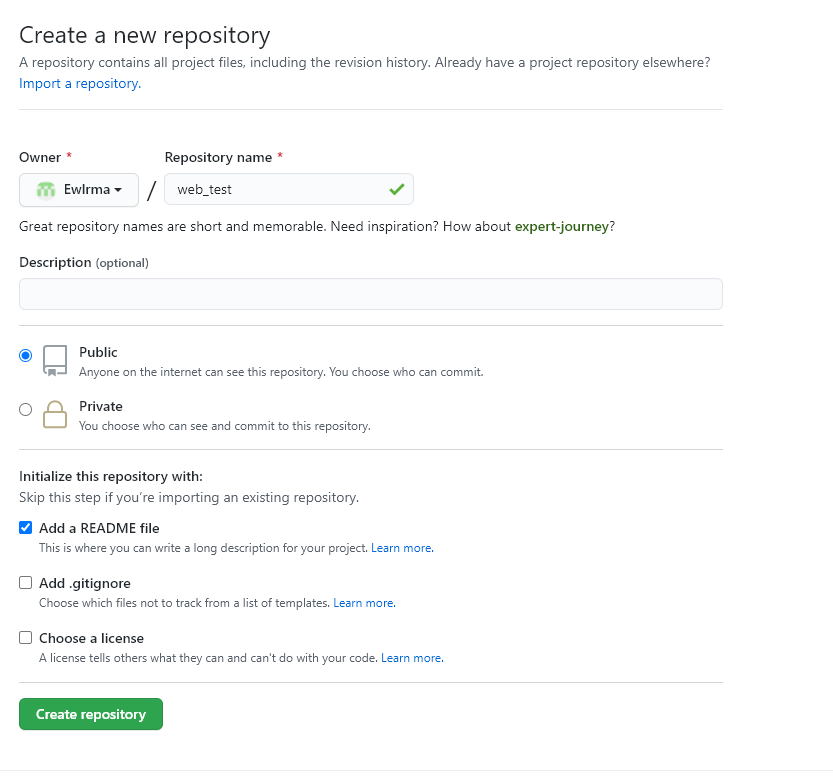 Create a new repository
A repository contains all project files, including the revision history. Already have a project repository elsewhere?
Import a repository.
Owner * Repository name *
Ewlrma / web_test
Great repository names are short and memorable. Need inspiration? How about expert-journey?
Description (optional)
Public
Anyone on the internet can see this repository. You choose who can commit.
Private
You choose who can see and commit to this repository.
Initialize this repository with:
Skip this step if you’re importing an existing repository.
Add a README file
This is where you can write a long description for your project. Learn more.
Add .gitignore
Choose which files not to track from a list of templates. Learn more.
Choose a license
A license tells others what they can and can't do with your code. Learn more.
Create repository